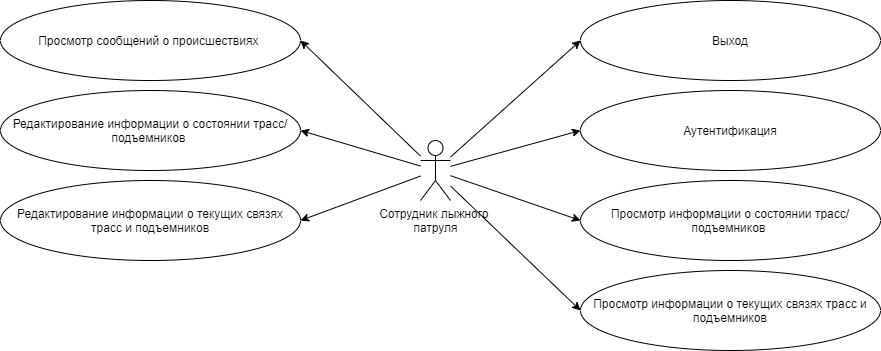 Просмотр сообщений о происшествиях
Выход
Редактирование информации о состоянии трасс/
подъемников
Аутентификация
Редактирование информации о текущих связях
трасс и подъемников
Сотрудник лыжного
патруля
Просмотр информации о состоянии трасс/
подъемников
Просмотр информации о текущих связях трасс и
подъемников